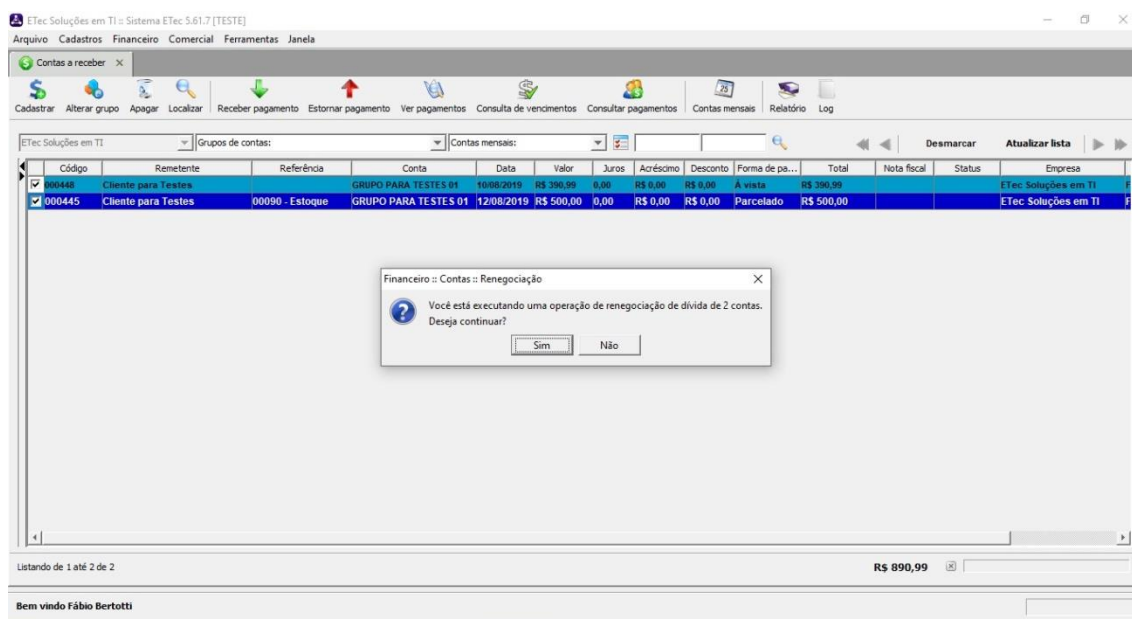 ETec Soluções em TI :: Sistema ETec 5.61.7 [TESTE]
Arquivo Cadastros Financeiro Comercial Ferramentas Janela
Contas a receber
Cadastrar Alterar grupo Apagar Localizar Receber pagamento Estornar pagamento Ver pagamentos Consulta de vencimentos Consultar pagamentos Contas mensais Relatório Log
ETec Soluções em TI Grupos de contas: Contas mensais: Desmarcar Atualizar lista
Código Remetente Referência Conta Data Valor Juros Acréscimo Desconto Forma de pa... Total Nota fiscal Status Empresa
000448 Cliente para Testes GRUPO PARA TESTES 01 10/08/2019 R$ 390,99 0,00 R$ 0,00 R$ 0,00 À vista R$ 390,99 ETec Soluções em TI F
000445 Cliente para Testes 00090 - Estoque GRUPO PARA TESTES 01 12/08/2019 R$ 500,00 0,00 R$ 0,00 R$ 0,00 Parcelado R$ 500,00 ETec Soluções em TI F
Financeiro :: Contas :: Renegociação
Você está executando uma operação de renegociação de dívida de 2 contas.
Deseja continuar?
Sim Não
Listando de 1 até 2 de 2 R$ 890,99
Bem vindo Fábio Bertotti